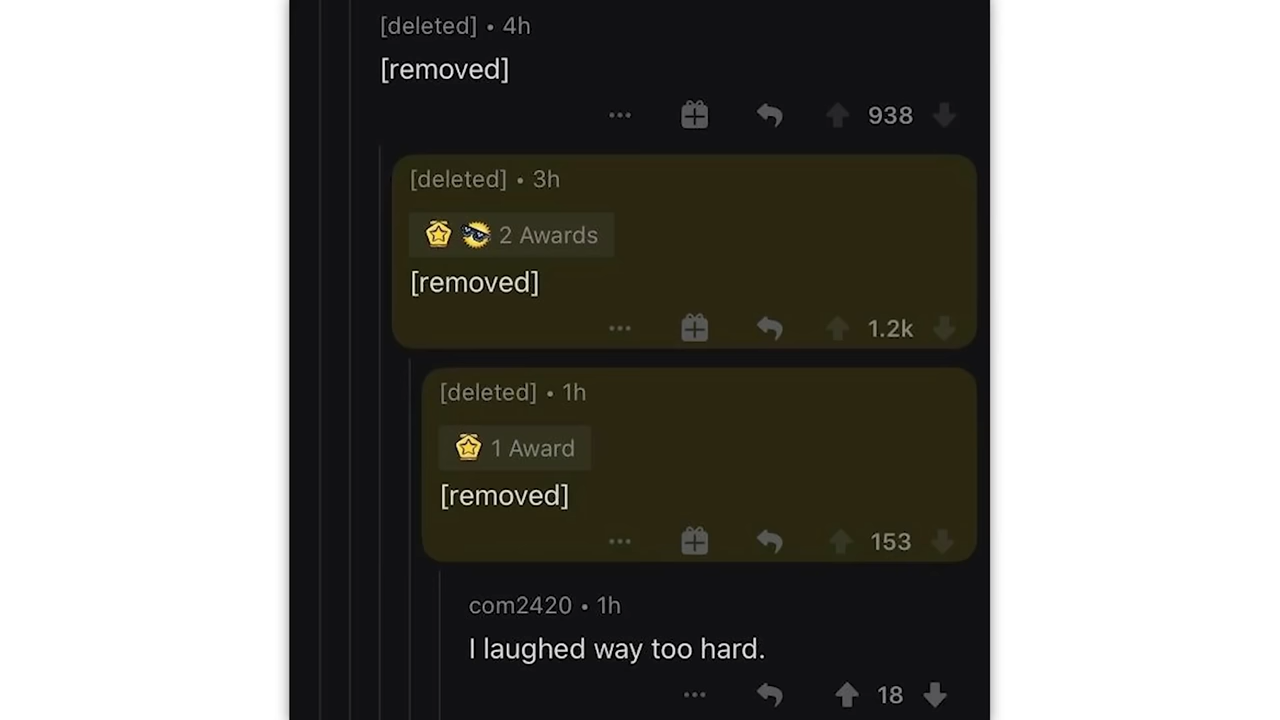 [deleted] • 4h
[removed]
938
[deleted] • 3h
2 Awards
[removed]
1.2k
[deleted] • 1h
1 Award
[removed]
153
com2420 • 1h
I laughed way too hard.
18